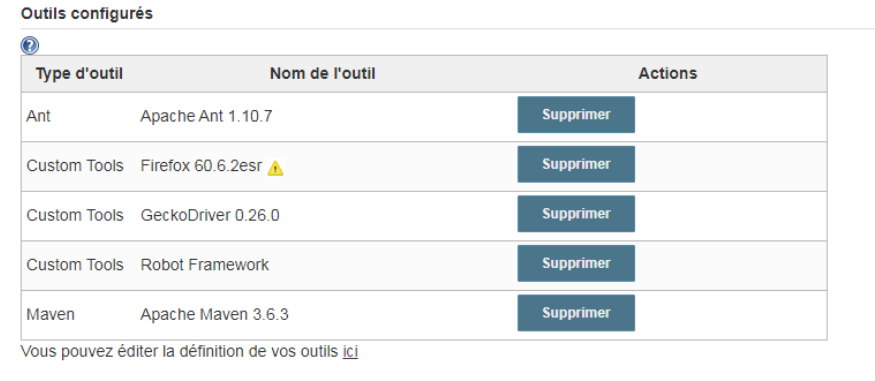 Outils configurés
Type d'outil Nom de l'outil Actions
Ant Apache Ant 1.10.7 Supprimer
Custom Tools Firefox 60.6.2esr Supprimer
Custom Tools GeckoDriver 0.26.0 Supprimer
Custom Tools Robot Framework Supprimer
Maven Apache Maven 3.6.3 Supprimer
Vous pouvez éditer la définition de vos outils ici